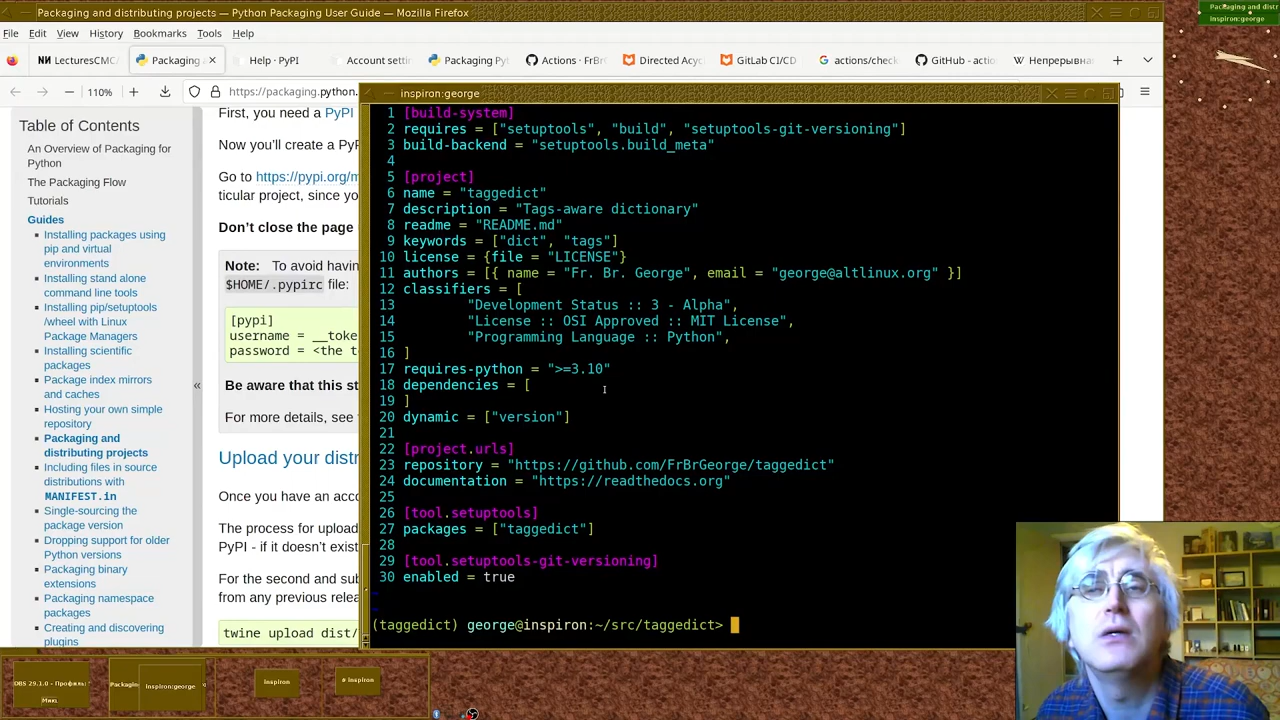 Packaging and distributing projects — Python Packaging User Guide — Mozilla Firefox
File Edit View History Bookmarks Tools Help
LecturesCMC/ Packaging Help · PyPI Account setti Packaging Py Actions · FrBr Directed Acyc GitLab CI/CD actions/check GitHub - actio Непрерывна
110% https://packaging.python.
Table of Contents
An Overview of Packaging for
Python
The Packaging Flow
Tutorials
Guides
Installing packages using
pip and virtual
environments
Installing stand alone
command line tools
Installing pip/setuptools
/wheel with Linux
Package Managers
Installing scientific
packages
Package index mirrors
and caches
Hosting your own simple
repository
Packaging and
distributing projects
Including files in source
distributions with
MANIFEST.in
Single-sourcing the
package version
Dropping support for older
Python versions
Packaging binary
extensions
Packaging namespace
packages
Creating and discovering
plugins
«
First, you need a PyPI
Now you’ll create a PyP
Go to https://pypi.org/m
ticular project, since yo
Don’t close the page
Note: To avoid havin
$HOME/.pypirc file:
[pypi]
username = __toke
password = <the t
Be aware that this st
For more details, see
Upload your distr
Once you have an acco
The process for upload
PyPI - if it doesn’t exist
For the second and sub
from any previous relea
twine upload dist/
inspiron:george
1 [build-system]
2 requires = ["setuptools", "build", "setuptools-git-versioning"]
3 build-backend = "setuptools.build_meta"
4
5 [project]
6 name = "taggedict"
7 description = "Tags-aware dictionary"
8 readme = "README.md"
9 keywords = ["dict", "tags"]
10 license = {file = "LICENSE"}
11 authors = [{ name = "Fr. Br. George", email = "george@altlinux.org" }]
12 classifiers = [
13 "Development Status :: 3 - Alpha",
14 "License :: OSI Approved :: MIT License",
15 "Programming Language :: Python",
16 ]
17 requires-python = ">=3.10"
18 dependencies = [
19 ]
20 dynamic = ["version"]
21
22 [project.urls]
23 repository = "https://github.com/FrBrGeorge/taggedict"
24 documentation = "https://readthedocs.org"
25
26 [tool.setuptools]
27 packages = ["taggedict"]
28
29 [tool.setuptools-git-versioning]
30 enabled = true
~
~
(taggedict) george@inspiron:~/src/taggedict>
Packaging and distr
inspiron:george
Packaging
inspiron:george
inspiron
# inspiron